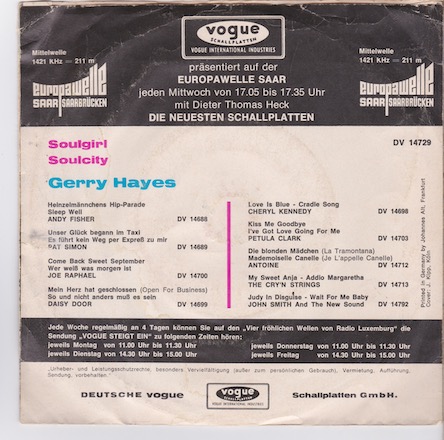 vogue
SCHALLPLATTEN
VOGUE INTERNATIONAL INDUSTRIES
Mittelwelle
1421 KHz — 211 m
europawelle
SAAR SAARBRÜCKEN
präsentiert auf der
EUROPAWELLE SAAR
jeden Mittwoch von 17.05 bis 17.35 Uhr
mit Dieter Thomas Heck
DIE NEUESTEN SCHALLPLATTEN
Mittelwelle
1421 KHz — 211 m
europawelle
SAAR SAARBRÜCKEN
DV 14729
Soulgirl
Soulcity
Gerry Hayes
Heinzelmännchens Hip-Parade
Sleep Well
ANDY FISHER DV 14688
Unser Glück begann im Taxi
Es führt kein Weg per Expreß zu mir
PAT SIMON DV 14689
Come Back Sweet September
Wer weiß was morgen ist
JOE RAPHAEL DV 14700
Mein Herz hat geschlossen (Open For Business)
So und nicht anders muß es sein
DAISY DOOR DV 14699
Love Is Blue - Cradle Song
CHERYL KENNEDY DV 14698
Kiss Me Goodbye
I've Got Love Going For Me
PETULA CLARK DV 14703
Die blonden Mädchen (La Tramontana)
Mademoiselle Canelle (Je L'appelle Canelle)
ANTOINE DV 14712
My Sweet Anja - Addio Margaretha
THE CRY'N STRINGS DV 14713
Judy In Disguise - Wait For Me Baby
JOHN SMITH And The New Sound DV 14792
Printed in Germany by Johannes Alt, Frankfurt
Cover: J. Kopp, Köln
Jede Woche regelmäßig an 4 Tagen können Sie auf den „Vier fröhlichen Wellen von Radio Luxemburg“ die
Sendung „VOGUE STEIGT EIN“ zu folgenden Zeiten hören:
jeweils Montag von 11.00 Uhr bis 11.30 Uhr jeweils Donnerstag von 11.00 Uhr bis 11.30 Uhr
jeweils Dienstag von 14.30 Uhr bis 15.00 Uhr jeweils Freitag von 14.30 Uhr bis 15.00 Uhr
Urheber- und Leistungsschutzrechte, besonders Vervielfältigung (außer zum persönlichen Gebrauch), Vermietung, Aufführung,
Sendung, vorbehalten."
DEUTSCHE vogue
vogue
SCHALLPLATTEN
VOGUE INTERNATIONAL INDUSTRIES
Schallplatten GmbH.